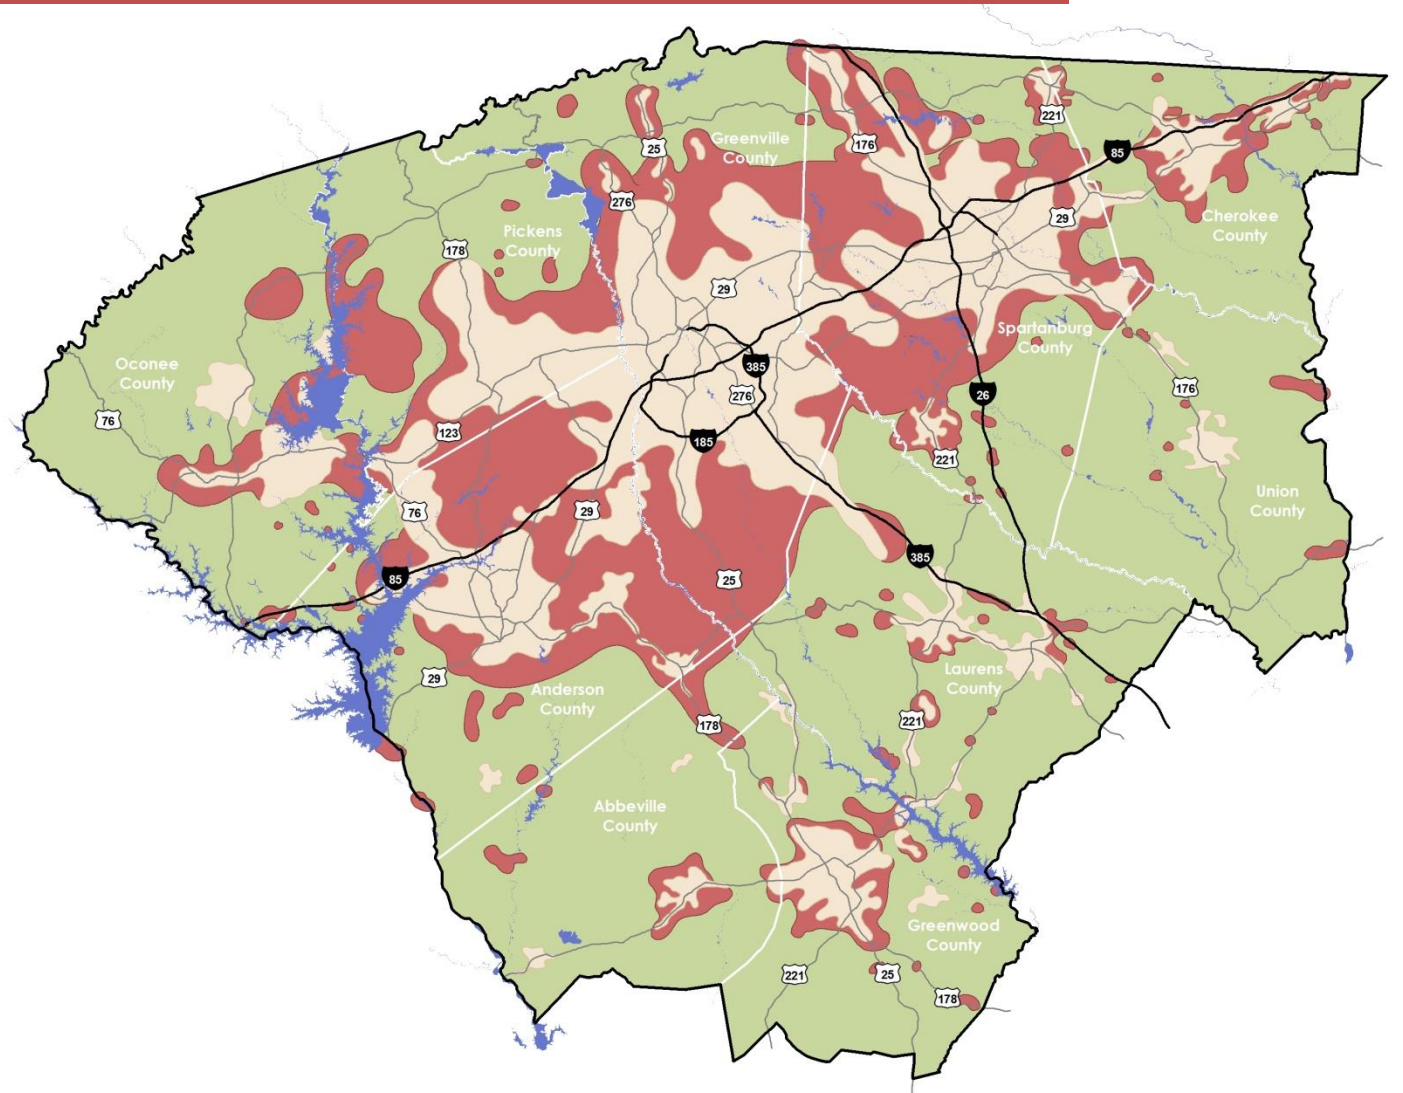 221
25
Greenville
County
176
85
276
29
Cherokee
County
Pickens
County
178
29
Spartanburg
County
Oconee
County
385
276
26
176
76
123
185
221
Union
County
76
29
385
25
85
Laurens
County
29
Anderson
County
178
221
Abbeville
County
Greenwood
County
221
25
178